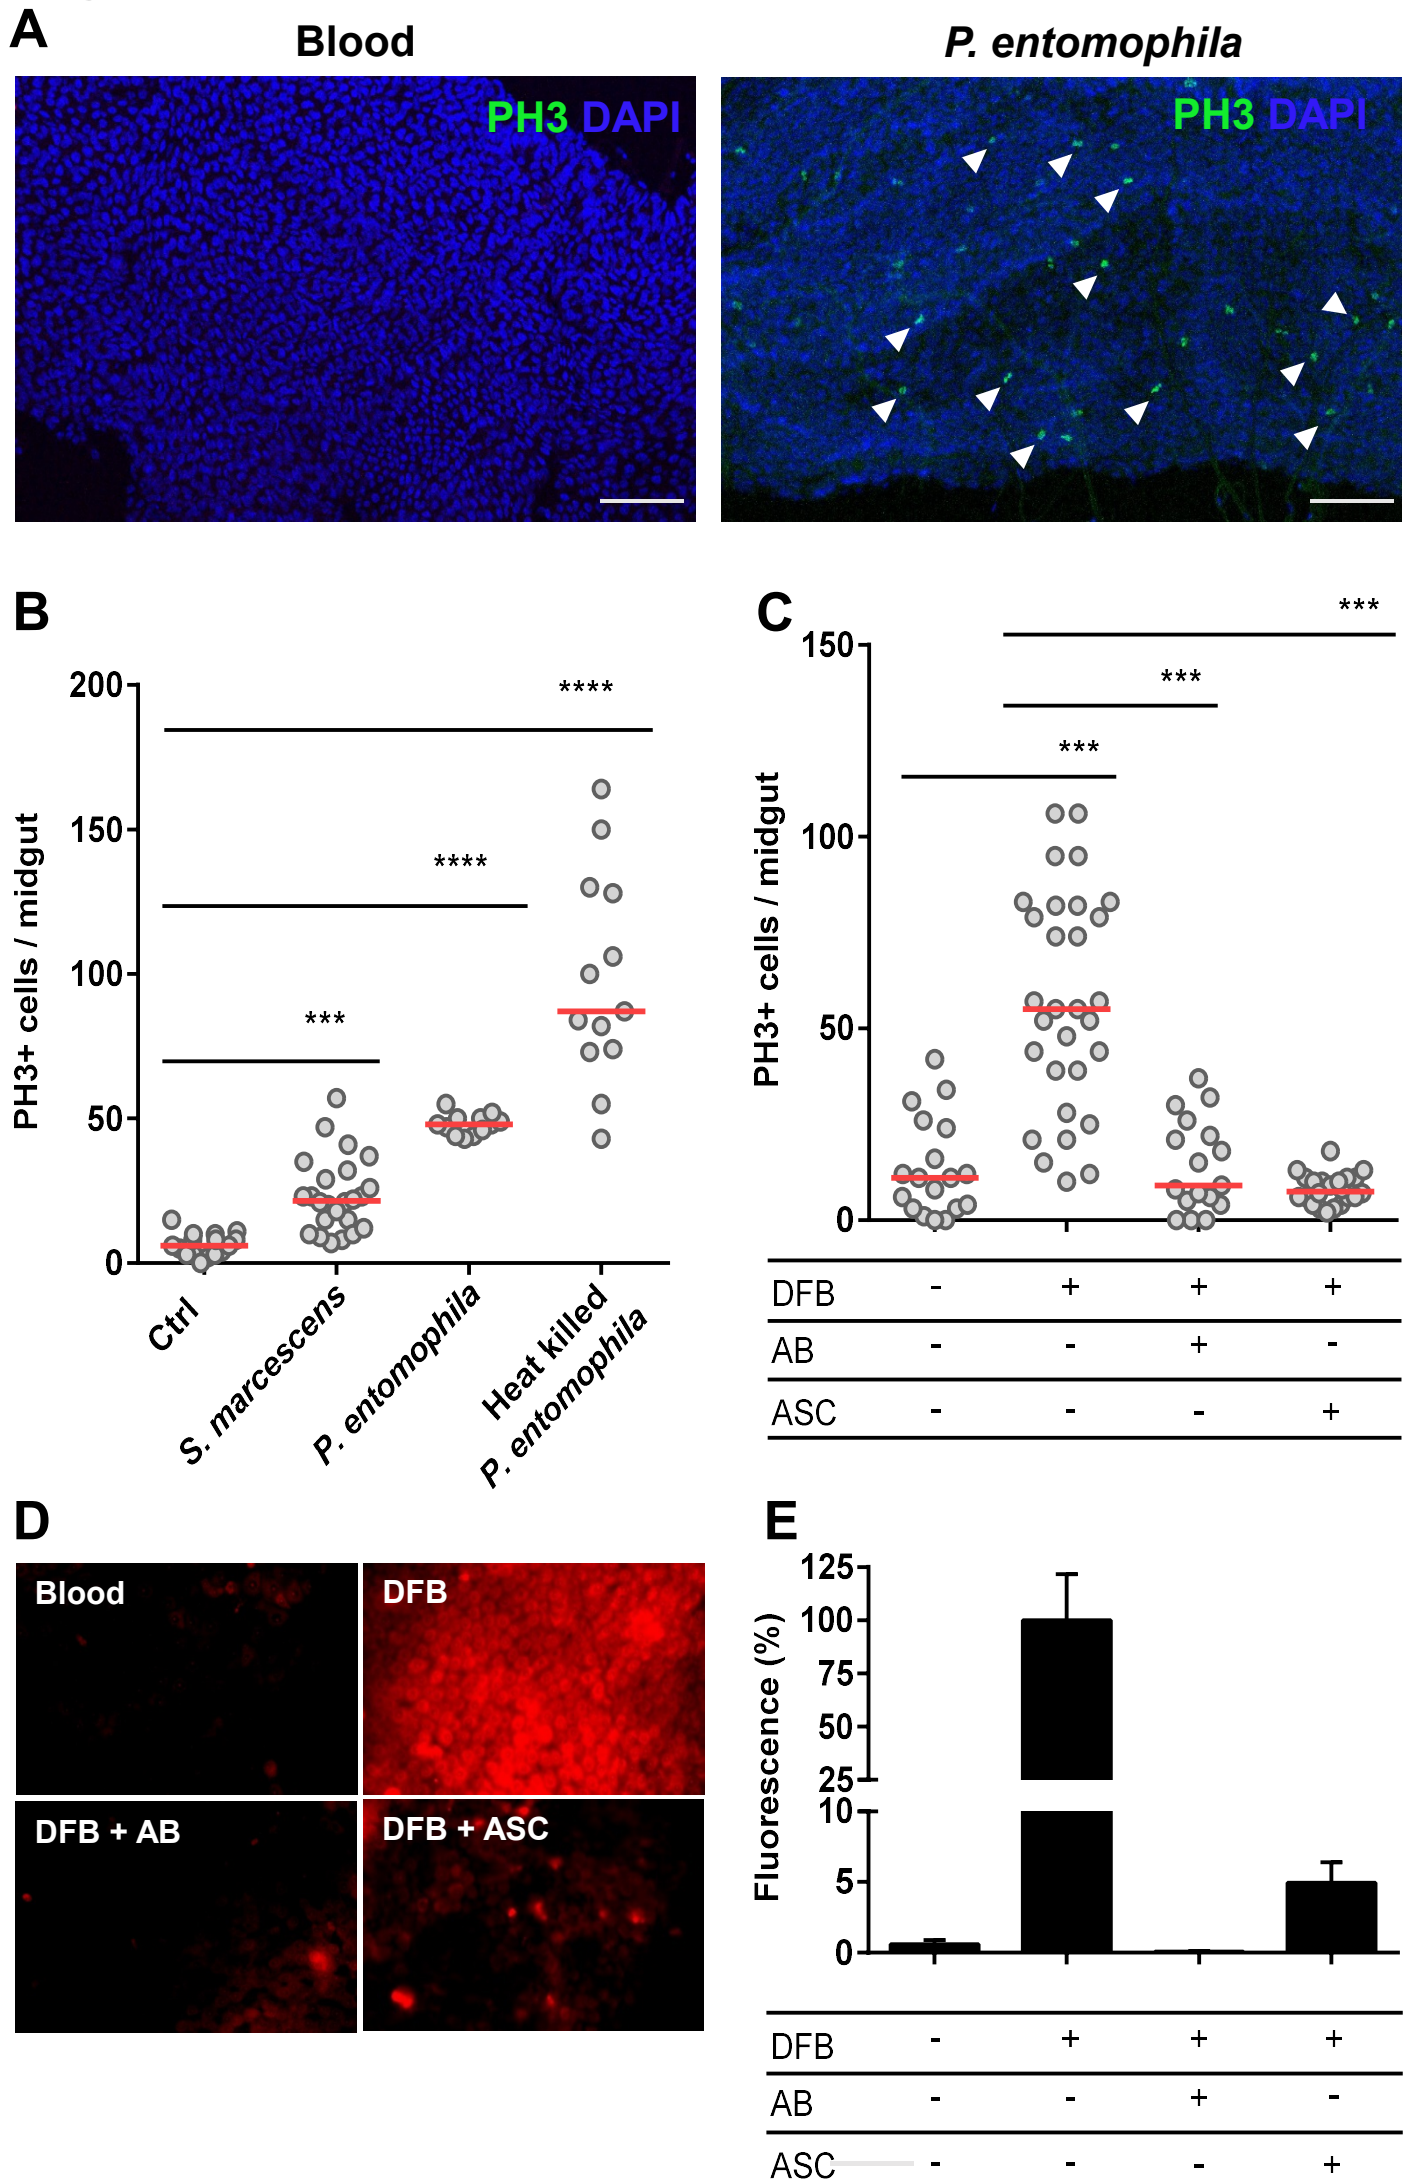 A
Blood
P. entomophila
PH3 DAPI
PH3 DAPI
B
PH3+ cells / midgut
200
150
100
50
0
****
****
***
Ctrl
S. marcescens
P. entomophila
Heat killed
P. entomophila
C
PH3+ cells / midgut
150
100
50
0
***
***
***
DFB - + + +
AB - - + -
ASC - - - +
D
Blood
DFB
DFB + AB
DFB + ASC
E
Fluorescence (%)
125
100
75
50
25
10
5
0
DFB - + + +
AB - - + -
ASC - - - +